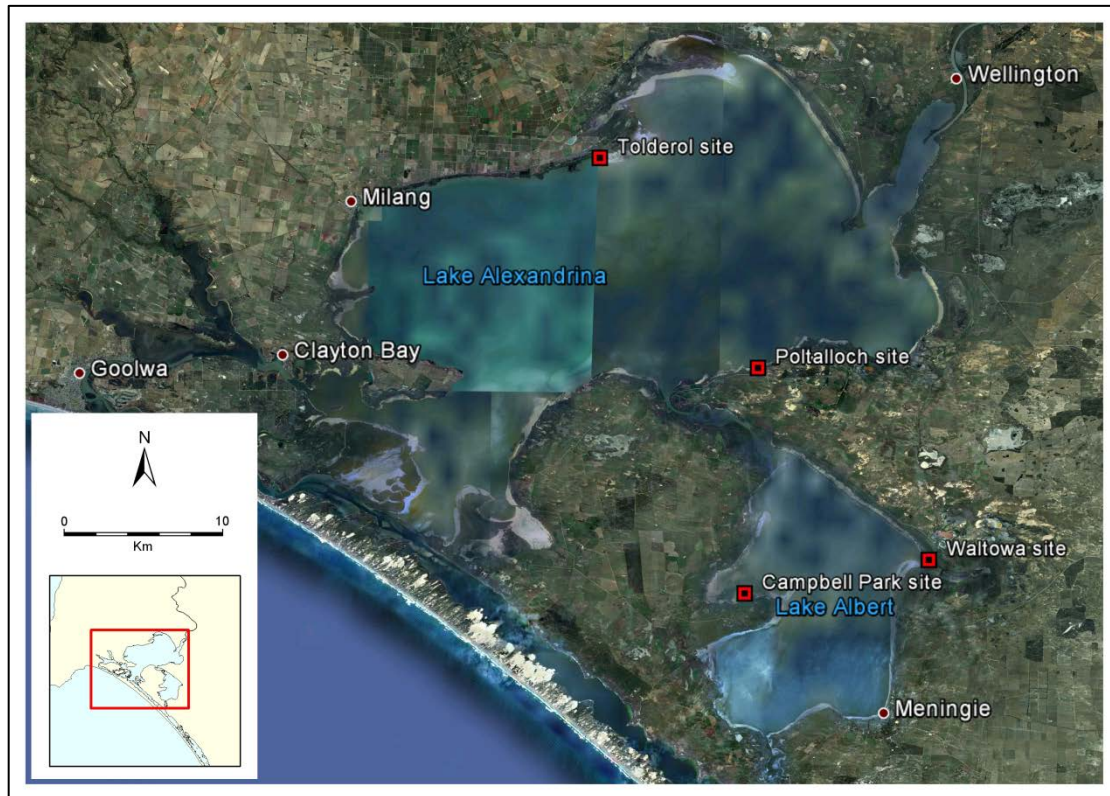 Wellington
Tolderol site
Milang
Lake Alexandrina
Clayton Bay
Poltalloch site
Goolwa
N
0 10
Km
Waltowa site
Campbell Park site
Lake Albert
Meningie